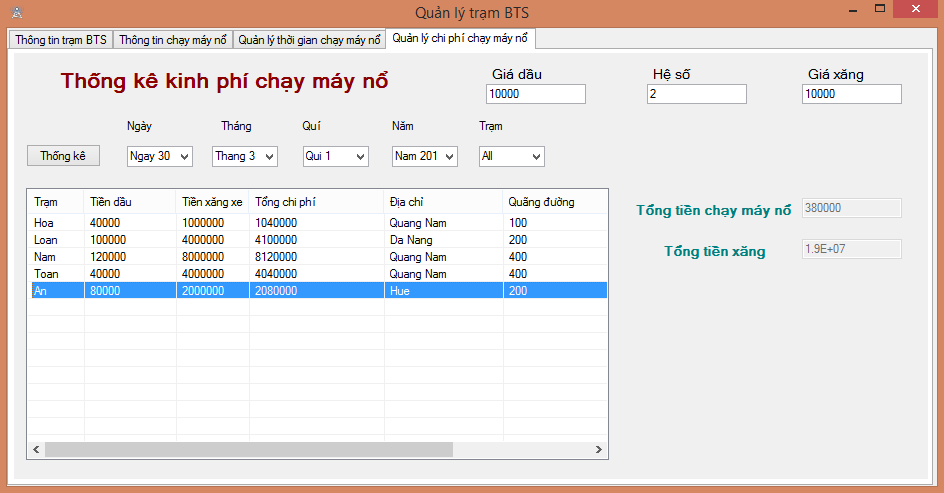 Quản lý trạm BTS
Thông tin trạm BTS Thông tin chạy máy nổ Quản lý thời gian chạy máy nổ Quản lý chi phí chạy máy nổ
Thống kê kinh phí chạy máy nổ
Giá dầu Hệ số Giá xăng
10000 2 10000
Ngày Tháng Quí Năm Trạm
Thống kê Ngay 30 Thang 3 Qui 1 Nam 201 All
Trạm Tiền dầu Tiền xăng xe Tổng chi phí Địa chỉ Quãng đường
Hoa 40000 1000000 1040000 Quang Nam 100
Loan 100000 4000000 4100000 Da Nang 200
Nam 120000 8000000 8120000 Quang Nam 400
Toan 40000 4000000 4040000 Quang Nam 400
An 80000 2000000 2080000 Hue 200
Tổng tiền chạy máy nổ 380000
Tổng tiền xăng 1.9E+07